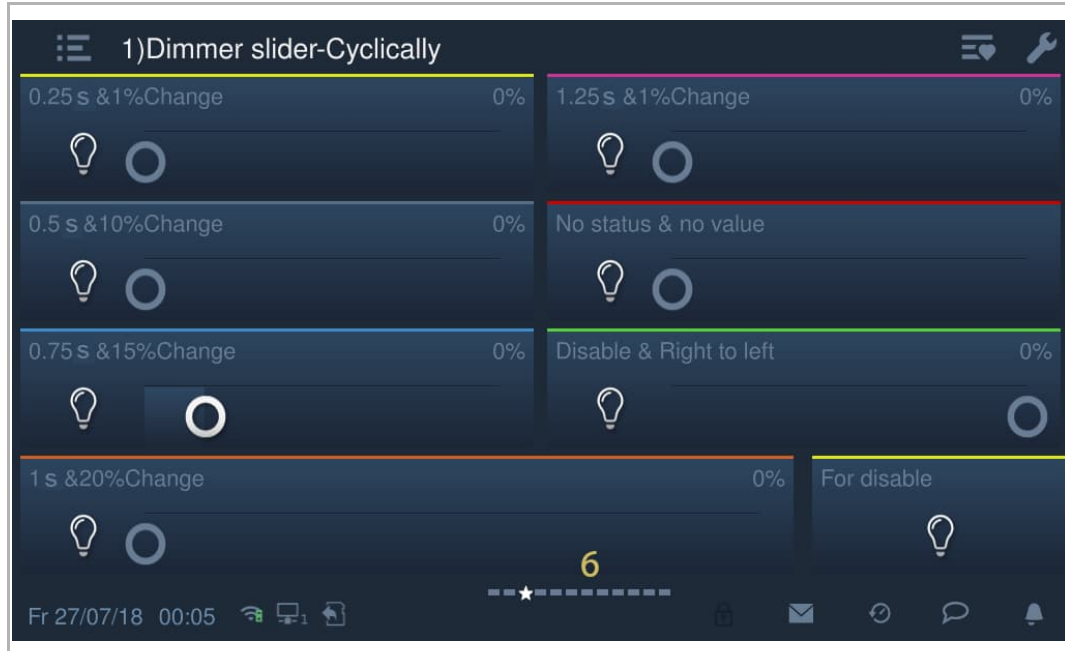 1)Dimmer slider-Cyclically
0.25 s &1%Change 0%
1.25 s &1%Change 0%
0.5 s &10%Change 0%
No status & no value
0.75 s &15%Change 0%
Disable & Right to left 0%
1 s &20%Change 0%
For disable
6
Fr 27/07/18 00:05 1